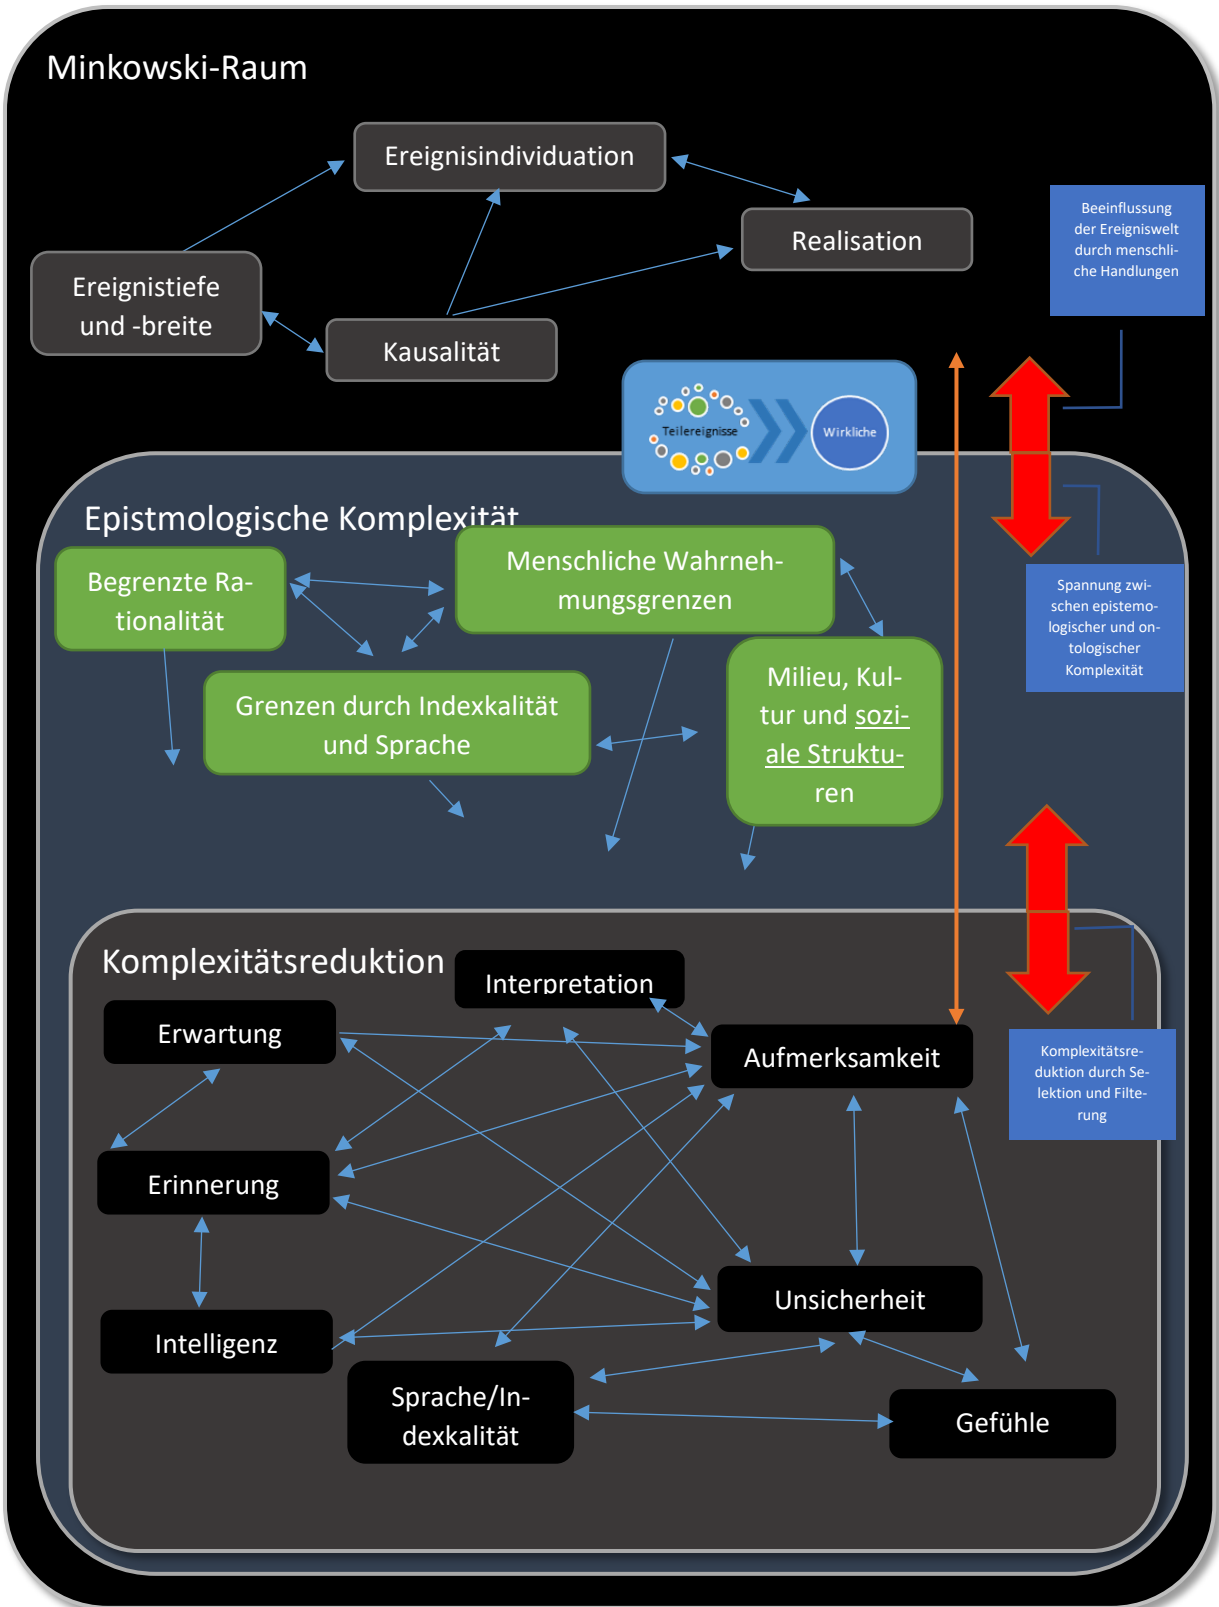 Minkowski-Raum
Ereignisindividuation
Realisation
Ereignistiefe
und -breite
Kausalität
Beeinflussung
der Ereigniswelt
durch menschli-
che Handlungen
Teilereignisse
Wirkliche
Epistmologische Komplexität
Begrenzte Ra-
tionalität
Menschliche Wahrneh-
mungsgrenzen
Grenzen durch Indexkalität
und Sprache
Milieu, Kul-
tur und sozi-
ale Struktu-
ren
Spannung zwi-
schen epistemo-
logischer und on-
tologischer
Komplexität
Komplexitätsreduktion
Interpretation
Erwartung
Aufmerksamkeit
Komplexitätsre-
duktion durch Se-
lektion und Filte-
rung
Erinnerung
Unsicherheit
Intelligenz
Sprache/In-
dexkalität
Gefühle